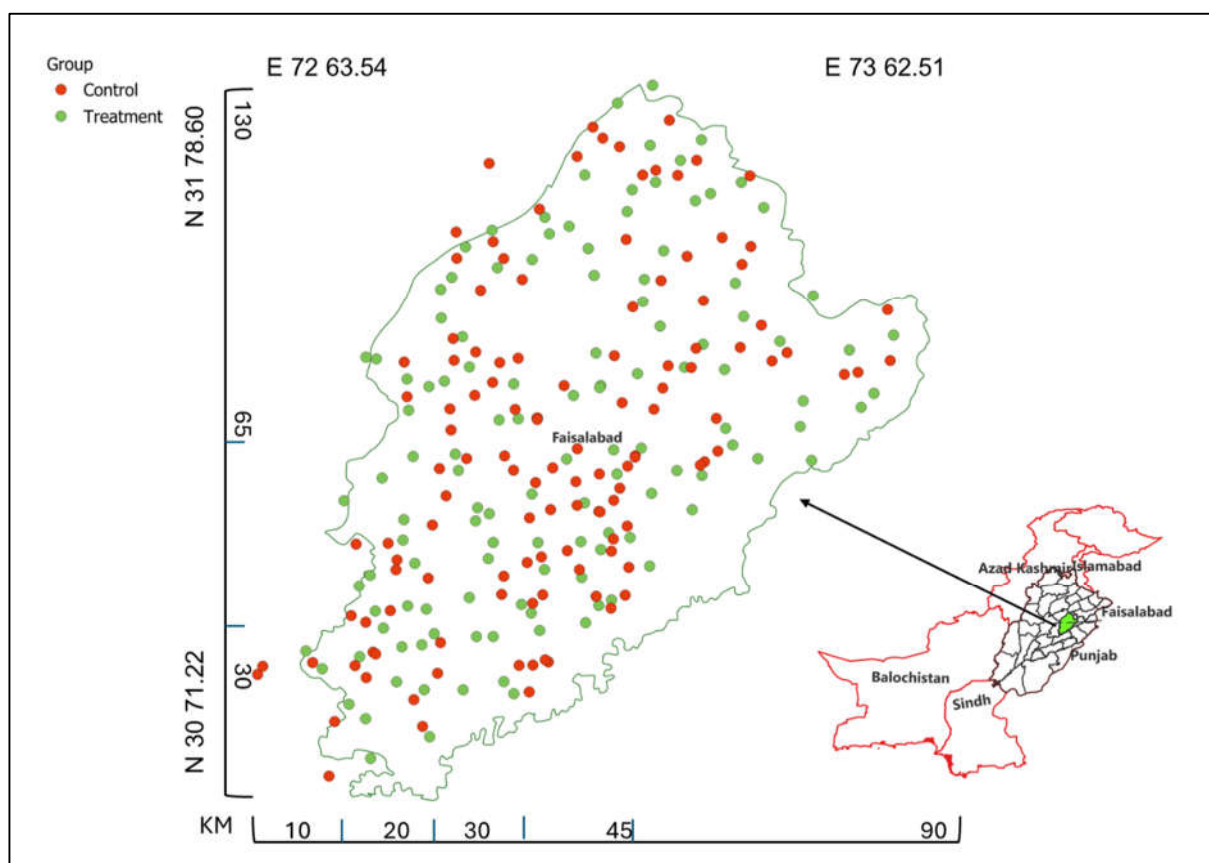 Group
Control
Treatment
E 72 63.54
E 73 62.51
N 31 78.60
130
65
N 30 71.22
30
Faisalabad
Azad Kashmir
Islamabad
Faisalabad
Punjab
Balochistan
Sindh
KM
10
20
30
45
90